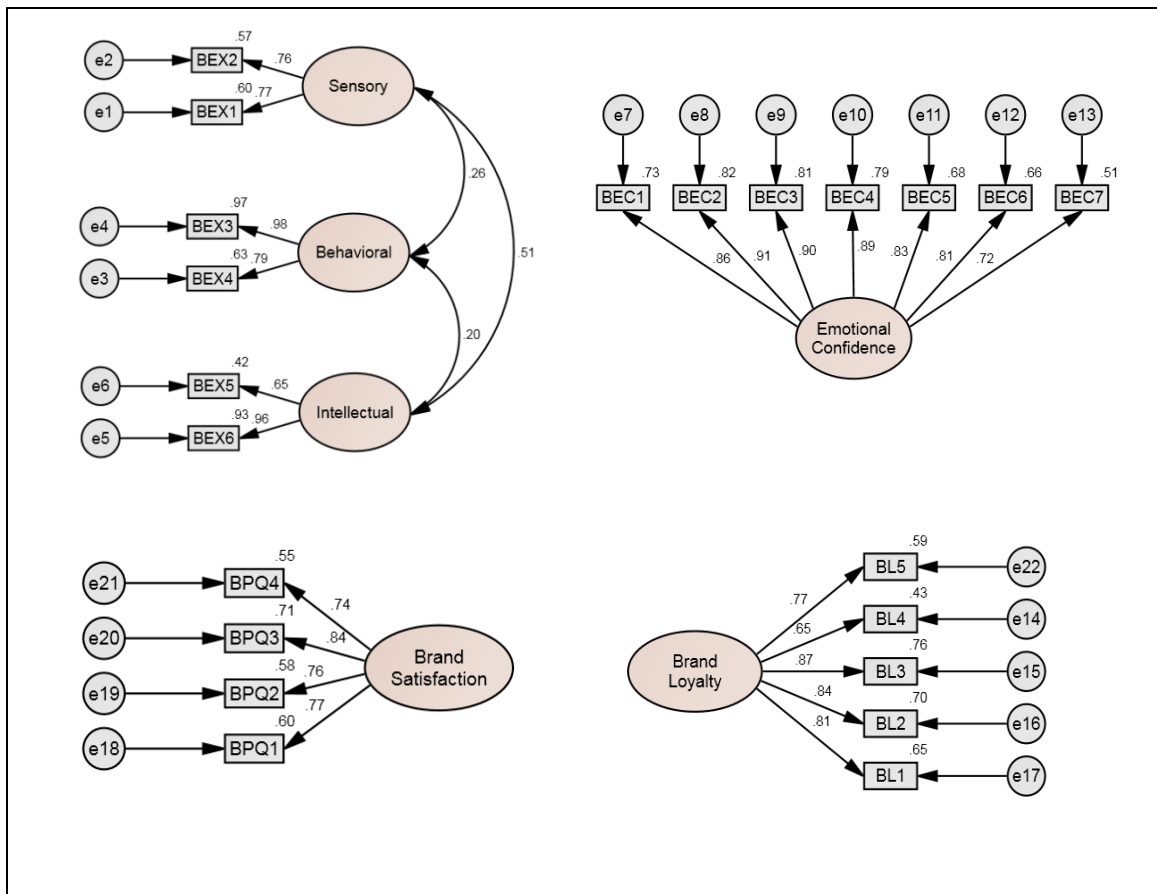 .57
e2 BEX2 .76
Sensory
.60 .77
e1 BEX1
.26
.97
e4 BEX3 .98
Behavioral
.63 .79
e3 BEX4
.51
.20
.42
e6 BEX5 .65
Intellectual
.93 .96
e5 BEX6
e7 e8 e9 e10 e11 e12 e13
.73 .82 .81 .79 .68 .66 .51
BEC1 BEC2 BEC3 BEC4 BEC5 BEC6 BEC7
.86 .91 .90 .89 .83 .81 .72
Emotional
Confidence
.55
e21 BPQ4
.74
.71
e20 BPQ3 .84
.58 .76
e19 BPQ2
.77
.60
e18 BPQ1
Brand
Satisfaction
.59
BL5 e22
.77
.43
.65 BL4 e14
.76
.87 BL3 e15
.70
.84 BL2 e16
.81
.65
BL1 e17
Brand
Loyalty